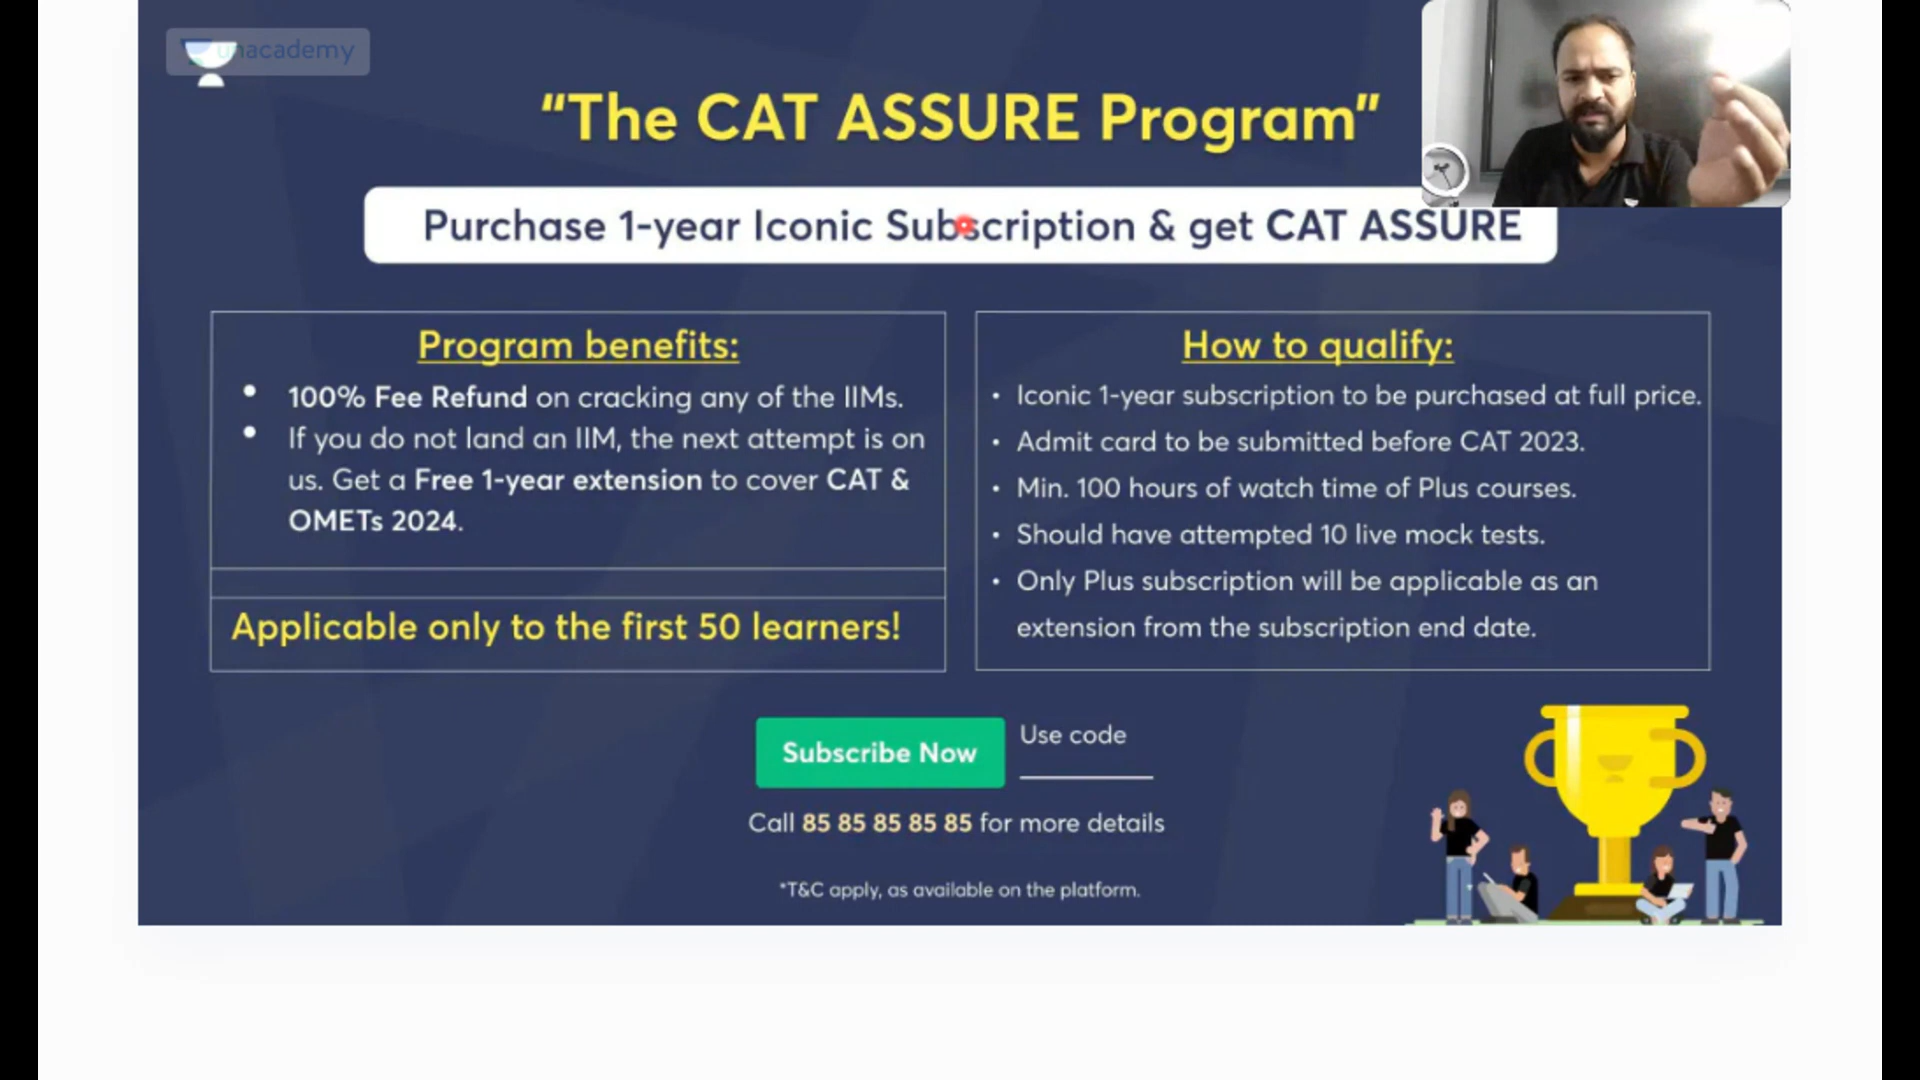 unacademy
“The CAT ASSURE Program”
Purchase 1-year Iconic Subscription & get CAT ASSURE
Program benefits:
• 100% Fee Refund on cracking any of the IIMs.
• If you do not land an IIM, the next attempt is on
us. Get a Free 1-year extension to cover CAT &
OMETs 2024.
Applicable only to the first 50 learners!
How to qualify:
• Iconic 1-year subscription to be purchased at full price.
• Admit card to be submitted before CAT 2023.
• Min. 100 hours of watch time of Plus courses.
• Should have attempted 10 live mock tests.
• Only Plus subscription will be applicable as an
extension from the subscription end date.
Subscribe Now
Use code
Call 85 85 85 85 85 for more details
*T&C apply, as available on the platform.